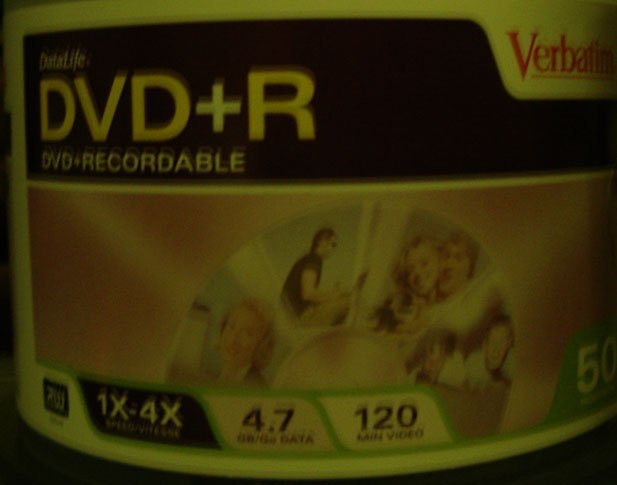 DataLife
Verbatim
DVD+R
DVD+RECORDABLE
50
1X-4X
SPEED/VITESSE
4.7
GB/Go DATA
120
MIN VIDEO